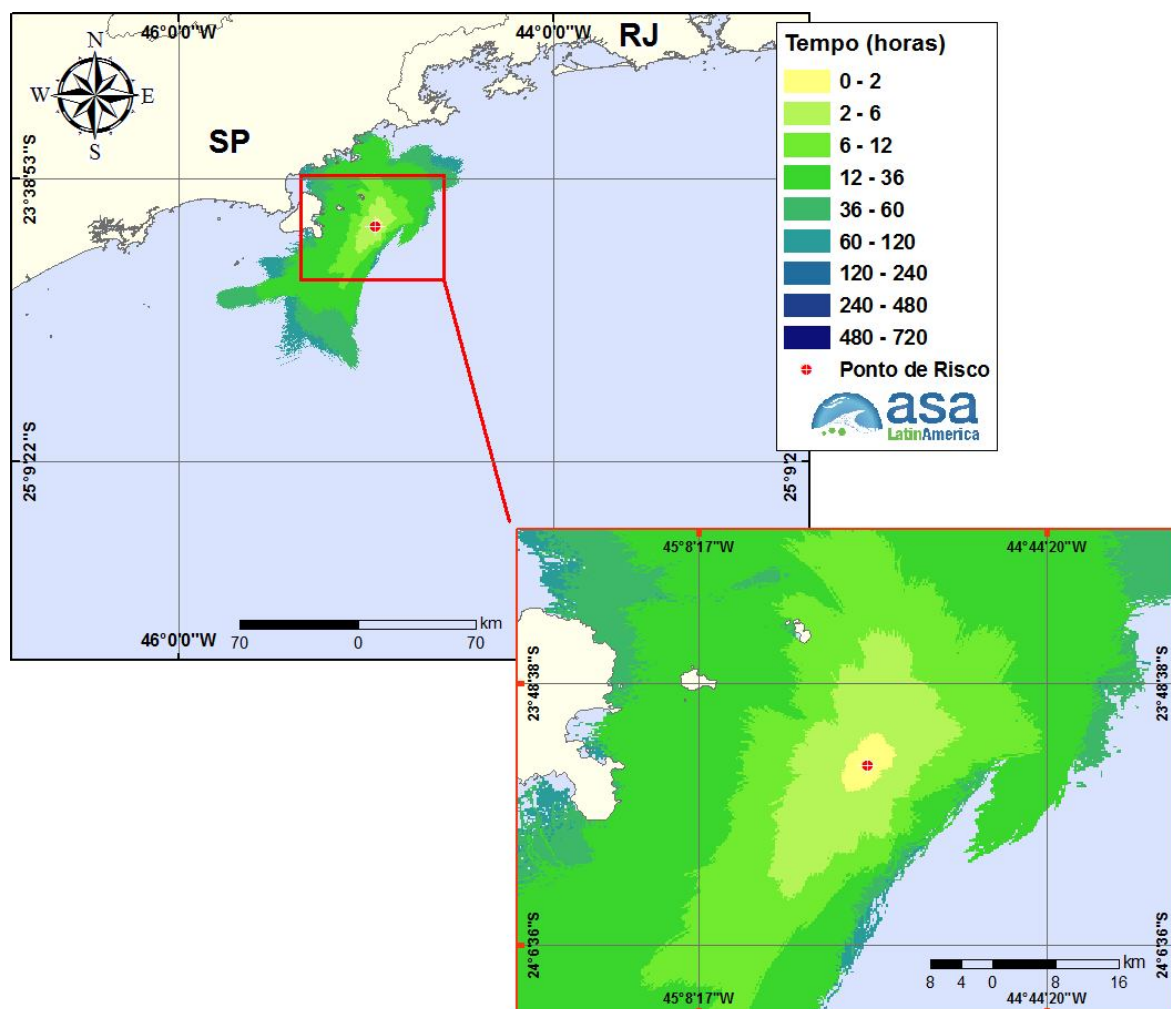 46°0'0"W
44°0'0"W
RJ
N
W
E
S
SP
23°38'53"S
25°9'22"S
25°9'2
46°0'0"W
70
0
70
km
Tempo (horas)
0 - 2
2 - 6
6 - 12
12 - 36
36 - 60
60 - 120
120 - 240
240 - 480
480 - 720
Ponto de Risco
asa
LatinAmerica
45°8'17"W
44°44'20"W
23°48'38"S
23°48'38"S
24°6'36"S
24°6'36"S
8 4 0 8 16 km
45°8'17"W
44°44'20"W